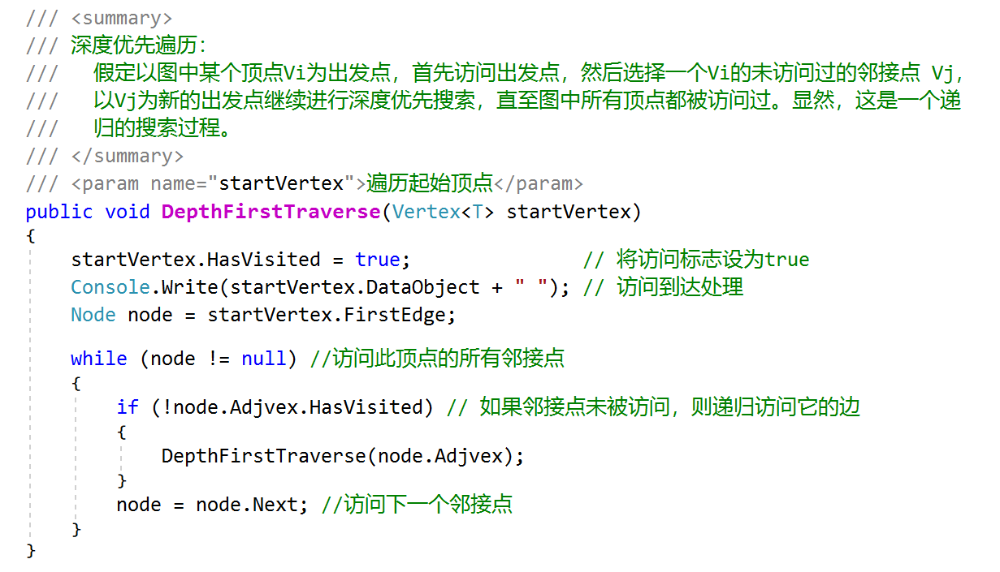 /// <summary>
/// 深度优先遍历：
///   假定以图中某个顶点Vi为出发点，首先访问出发点，然后选择一个Vi的未访问过的邻接点 Vj，
///   以Vj为新的出发点继续进行深度优先搜索，直至图中所有顶点都被访问过。显然，这是一个递
///   归的搜索过程。
/// </summary>
/// <param name="startVertex">遍历起始顶点</param>
public void DepthFirstTraverse(Vertex<T> startVertex)
{
    startVertex.HasVisited = true;               // 将访问标志设为true
    Console.Write(startVertex.DataObject + " "); // 访问到达处理
    Node node = startVertex.FirstEdge;
    while (node != null) //访问此顶点的所有邻接点
    {
        if (!node.Adjvex.HasVisited) // 如果邻接点未被访问，则递归访问它的边
        {
            DepthFirstTraverse(node.Adjvex);
        }
        node = node.Next; //访问下一个邻接点
    }
}